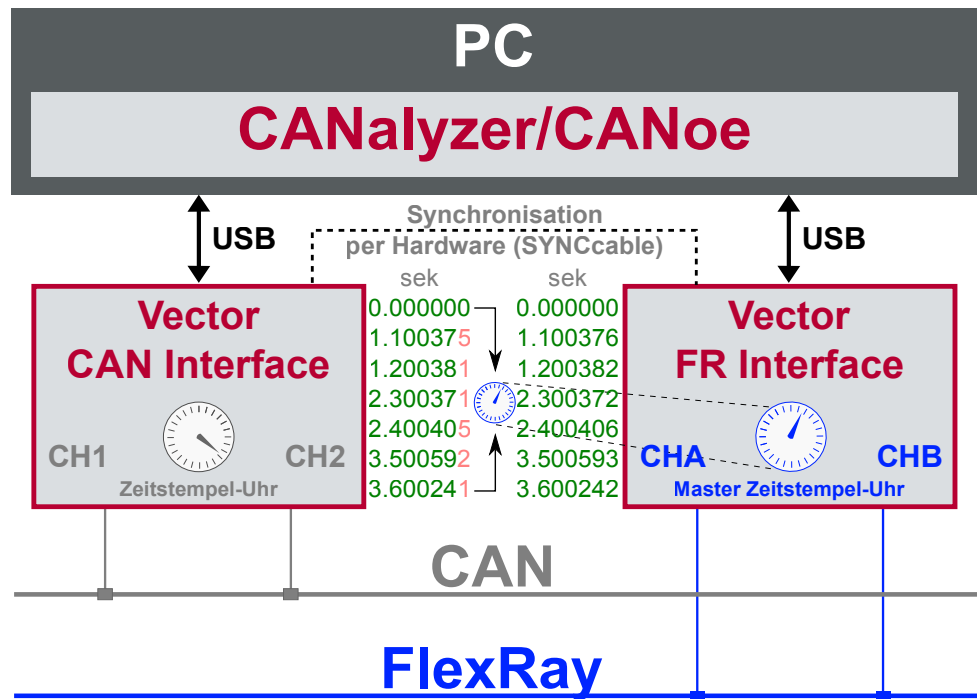 PC
CANalyzer/CANoe
USB
Synchronisation
per Hardware (SYNCcable)
USB
sek
sek
Vector
CAN Interface
CH1
CH2
Zeitstempel-Uhr
0.000000
1.100375
1.200381
2.300371
2.400405
3.500592
3.600241
0.000000
1.100376
1.200382
2.300372
2.400406
3.500593
3.600242
Vector
FR Interface
CHA
CHB
Master Zeitstempel-Uhr
CAN
FlexRay